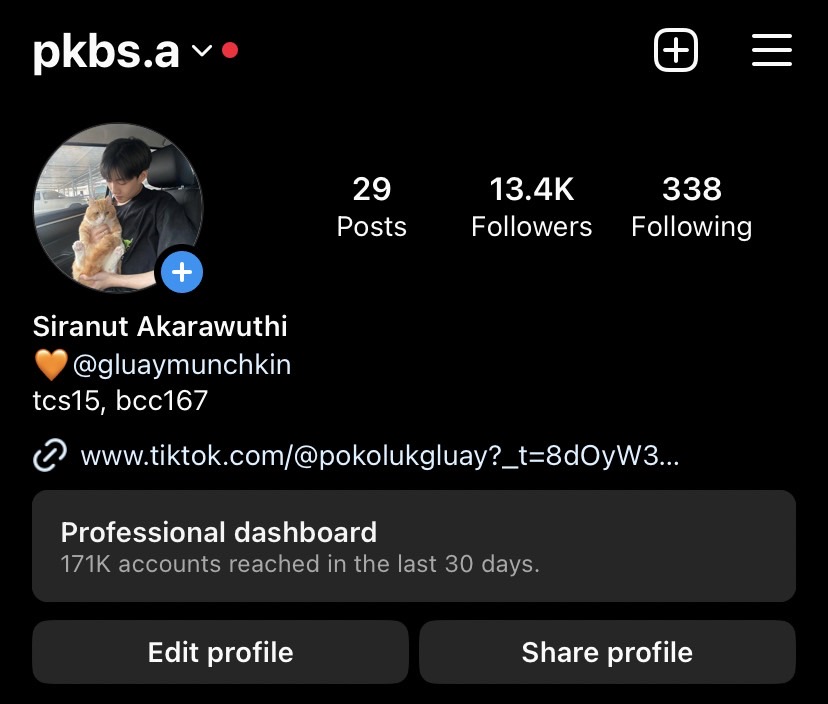 pkbs.a
29 13.4K 338
Posts Followers Following
Siranut Akarawuthi
🧡@gluaymunchkin
tcs15, bcc167
www.tiktok.com/@pokolukgluay?_t=8dOyW3...
Professional dashboard
171K accounts reached in the last 30 days.
Edit profile Share profile